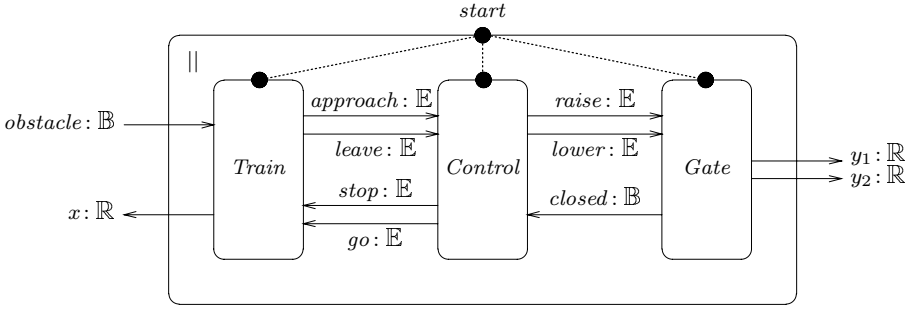 start
||
approach: 𝔼
raise: 𝔼
obstacle: 𝔹
leave: 𝔼
lower: 𝔼
Train
Control
Gate
y₁: ℝ
y₂: ℝ
stop: 𝔼
closed: 𝔹
x: ℝ
go: 𝔼